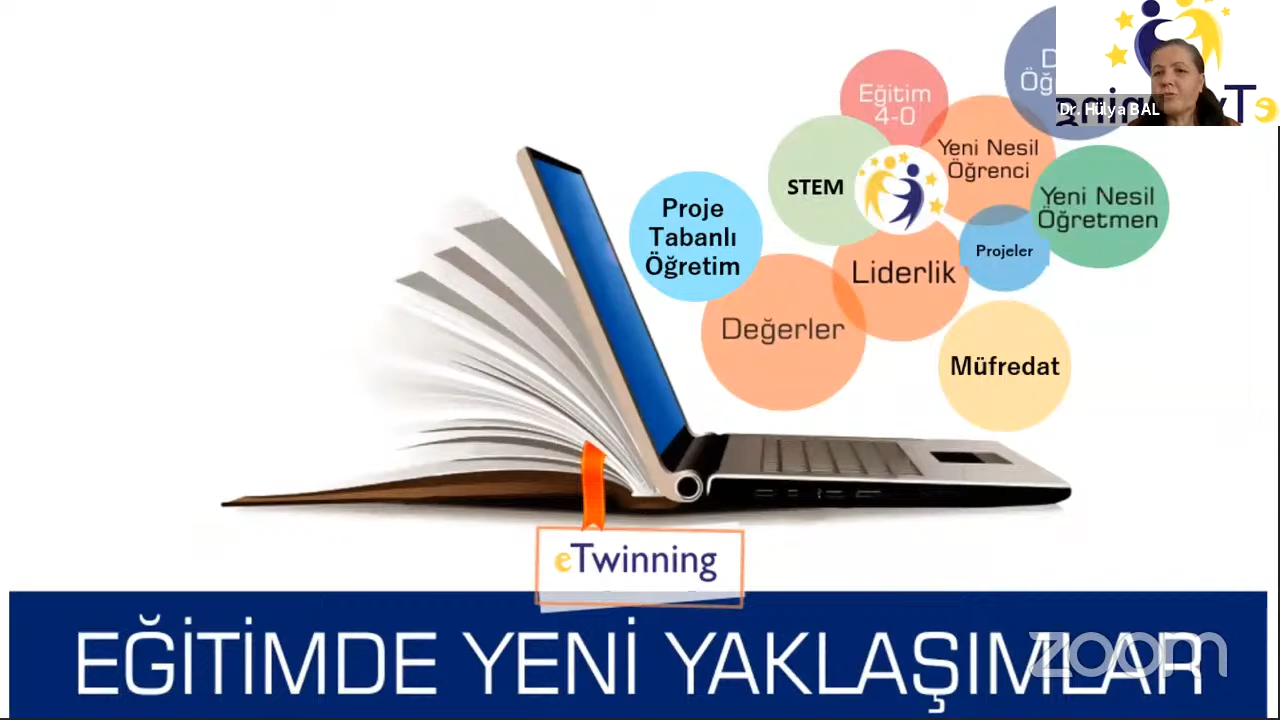 Eğitim
4-0
Dr. Hülya BAL
Yeni Nesil
Öğrenci
STEM
Yeni Nesil
Öğretmen
Proje
Tabanlı
Öğretim
Projeler
Liderlik
Değerler
Müfredat
eTwinning
EĞİTİMDE YENİ YAKLAŞIMLAR
zoom